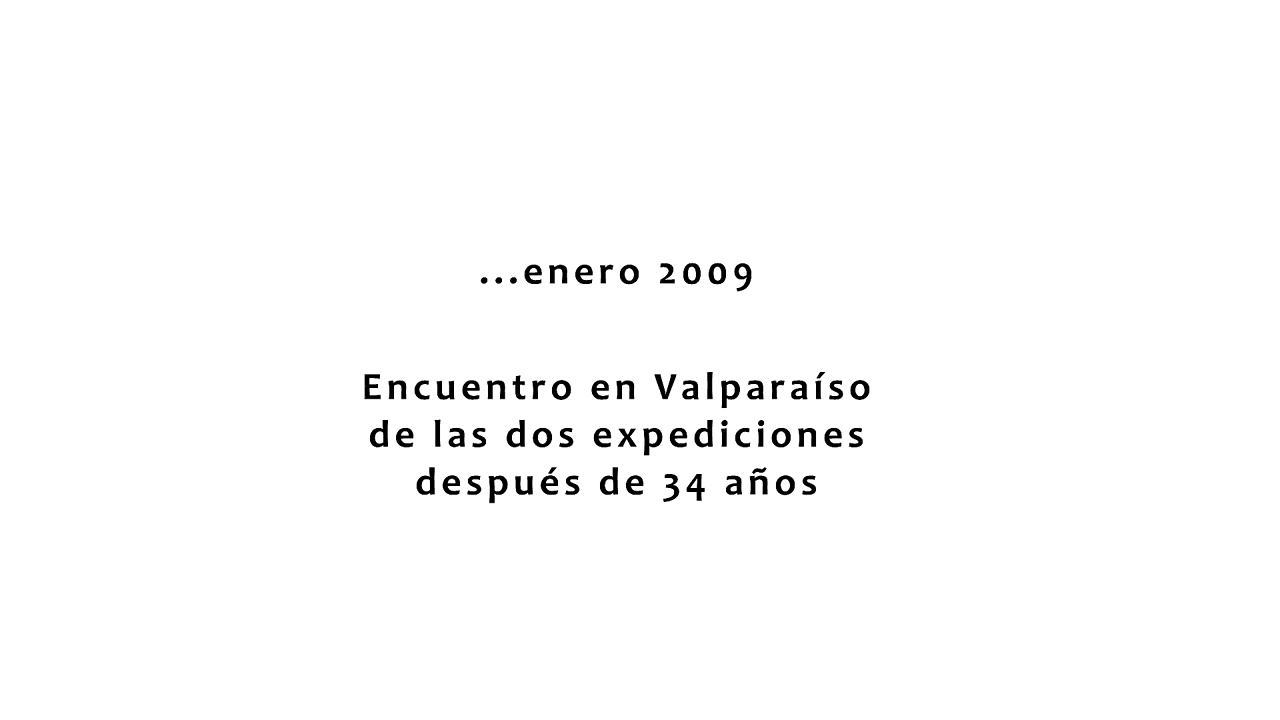 ...enero 2009
Encuentro en Valparaíso
de las dos expediciones
después de 34 años